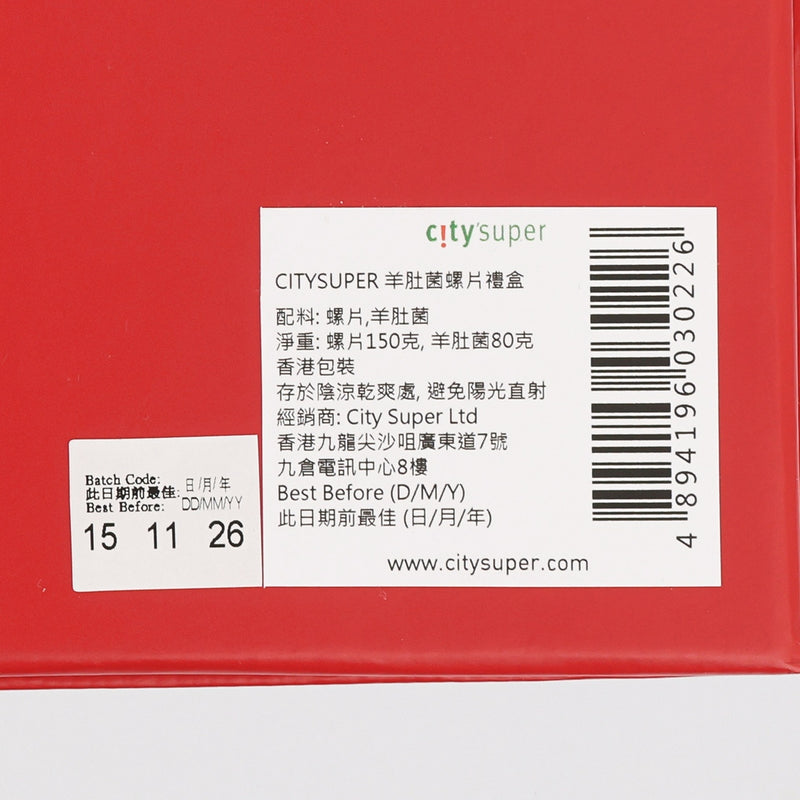 city'super
CITYSUPER 羊肚菌螺片禮盒
配料: 螺片,羊肚菌
淨重: 螺片150克, 羊肚菌80克
香港包裝
存於陰涼乾爽處, 避免陽光直射
經銷商: City Super Ltd
香港九龍尖沙咀廣東道7號
九倉電訊中心8樓
Best Before (D/M/Y)
此日期前最佳 (日/月/年)
www.citysuper.com
4 894196 030226
Batch Code:
此日期前最佳: 日/月/年
Best Before: DD/MM/YY
15 11 26